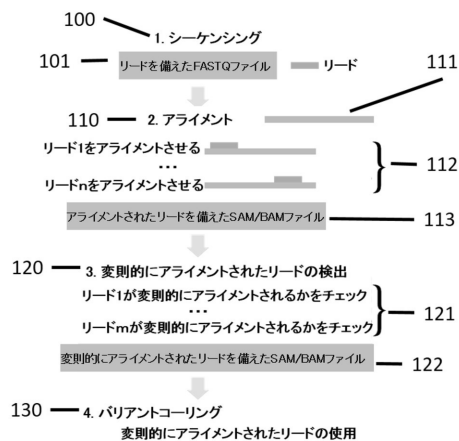 100
1. シーケンシング
101
リードを備えたFASTQファイル
リード
111
110
2. アライメント
リード1をアライメントさせる
...
112
リードnをアライメントさせる
アライメントされたリードを備えたSAM/BAMファイル
113
120
3. 変則的にアライメントされたリードの検出
リード1が変則的にアライメントされるかをチェック
...
121
リードmが変則的にアライメントされるかをチェック
変則的にアライメントされたリードを備えたSAM/BAMファイル
122
130
4. バリアントコーリング
変則的にアライメントされたリードの使用